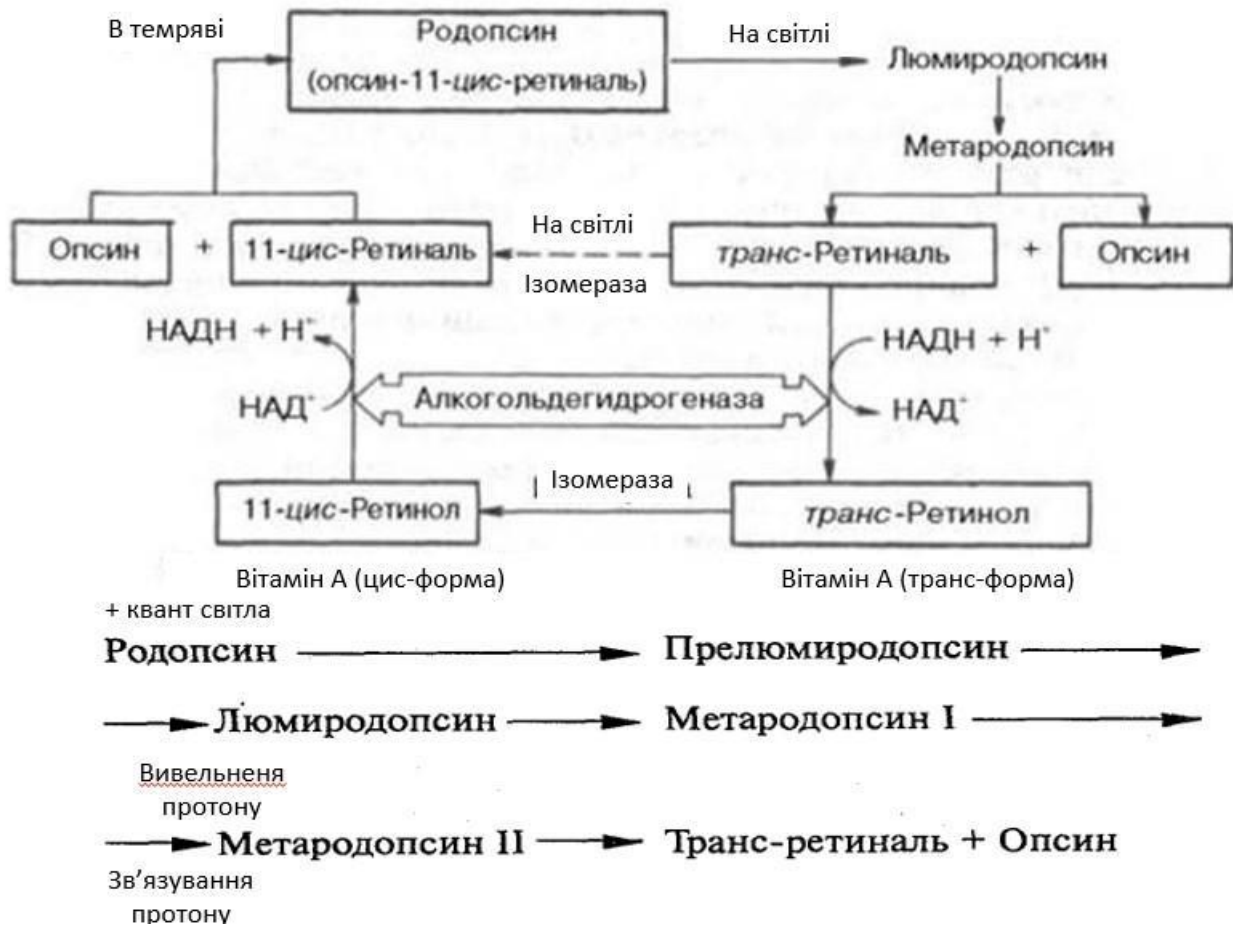 В темряві
Родопсин
(опсин-11-цис-ретиналь)
На світлі
Люмиродопсин
Метародопсин
Опсин + 11-цис-Ретиналь
На світлі
Ізомераза
транс-Ретиналь + Опсин
НАДН + Н⁺
НАД⁺
Алкогольдегидрогеназа
НАДН + Н⁺
НАД⁺
11-цис-Ретинол
Ізомераза
транс-Ретинол
Вітамін А (цис-форма)
Вітамін А (транс-форма)
+ квант світла
Родопсин Прелюмиродопсин
Люмиродопсин Метародопсин I
Вивельненя
протону
Метародопсин II Транс-ретиналь + Опсин
Зв’язування
протону